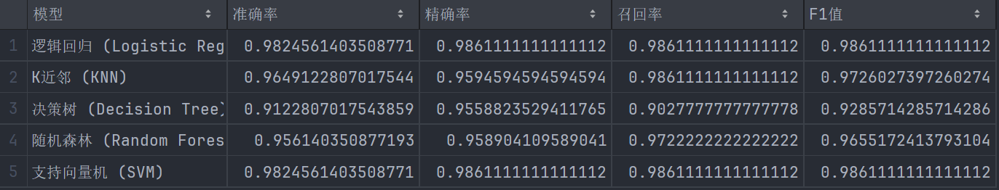 模型 准确率 精确率 召回率 F1值
1 逻辑回归 (Logistic Reg 0.9824561403508771 0.9861111111111112 0.9861111111111112 0.9861111111111112
2 K近邻 (KNN) 0.9649122807017544 0.9594594594594594 0.9861111111111112 0.9726027397260274
3 决策树 (Decision Tree) 0.9122807017543859 0.9558823529411765 0.9027777777777778 0.9285714285714286
4 随机森林 (Random Fores 0.956140350877193 0.958904109589041 0.9722222222222222 0.9655172413793104
5 支持向量机 (SVM) 0.9824561403508771 0.9861111111111112 0.9861111111111112 0.9861111111111112